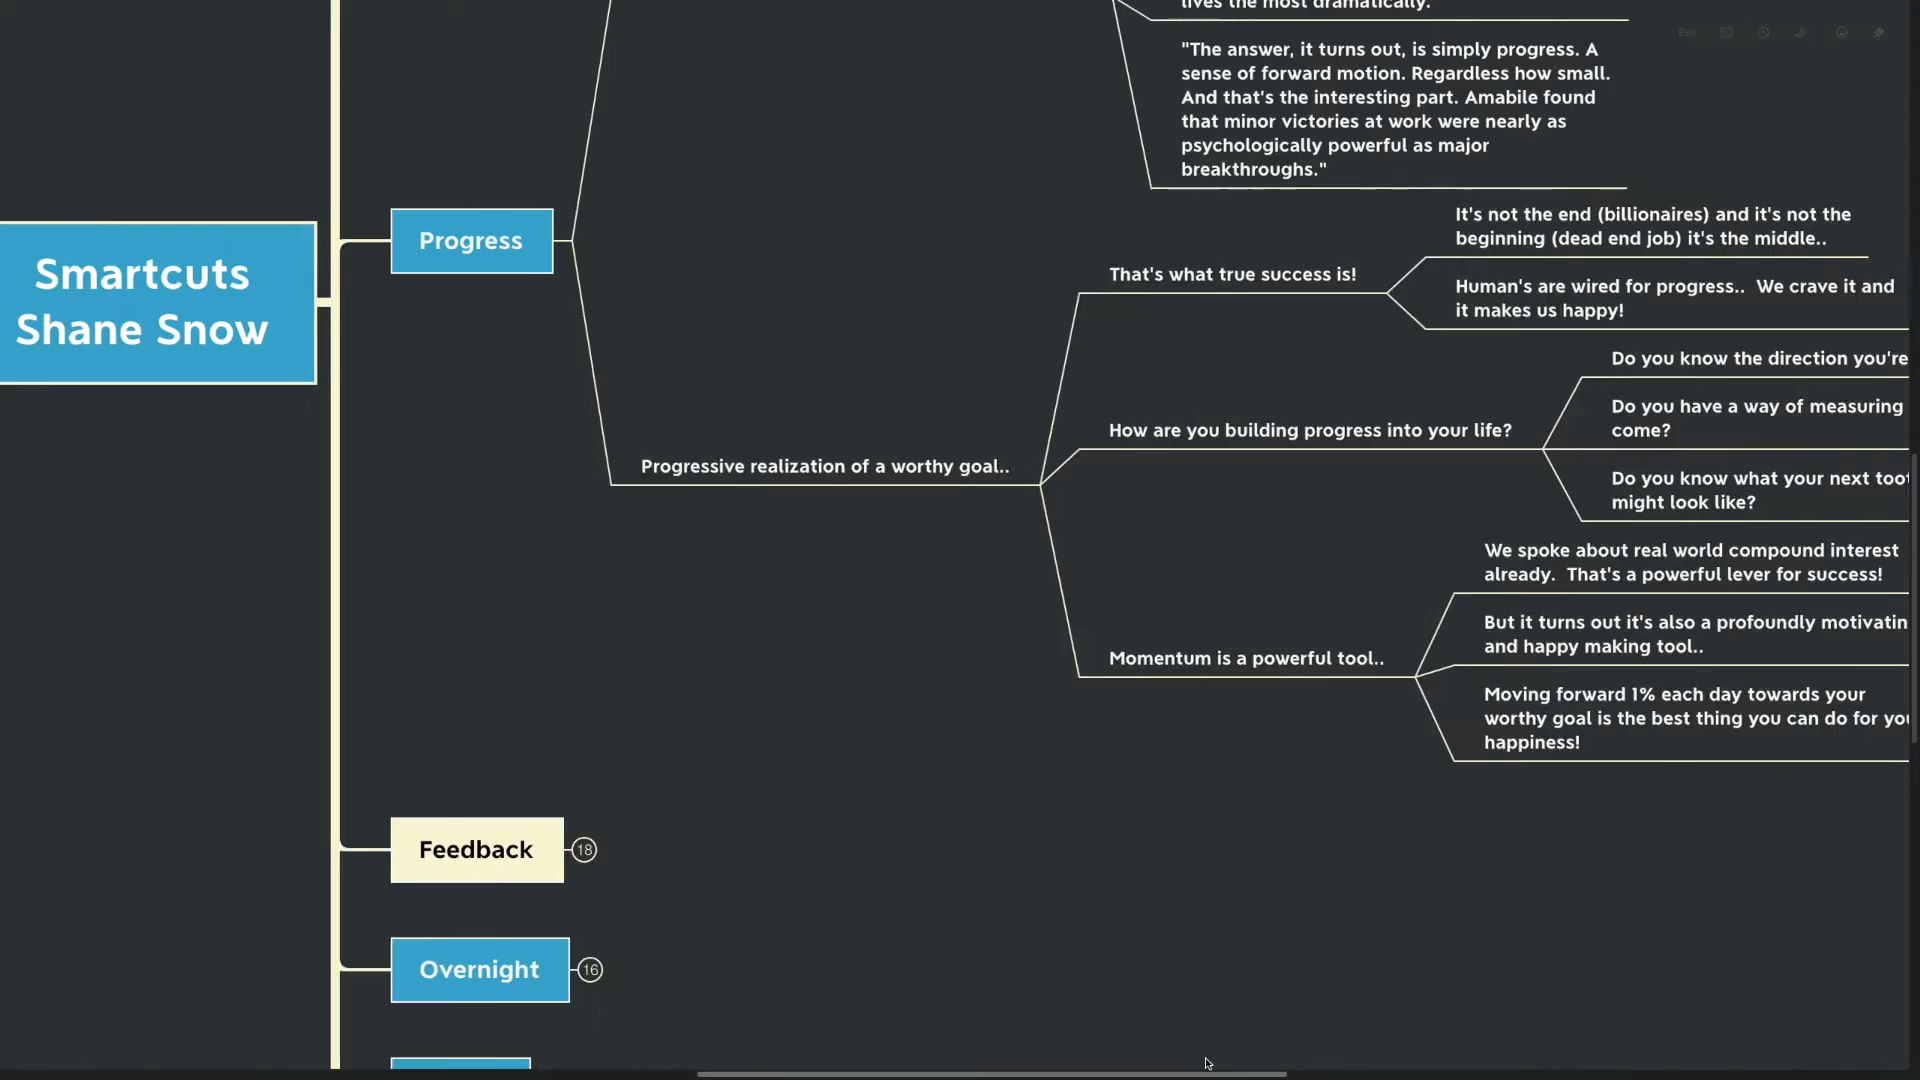 lives the most dramatically.
"The answer, it turns out, is simply progress. A
sense of forward motion. Regardless how small.
And that's the interesting part. Amabile found
that minor victories at work were nearly as
psychologically powerful as major
breakthroughs."
Progress
Smartcuts
Shane Snow
It's not the end (billionaires) and it's not the
beginning (dead end job) it's the middle..
That's what true success is!
Human's are wired for progress..  We crave it and
it makes us happy!
Do you know the direction you're
How are you building progress into your life?
Do you have a way of measuring
come?
Progressive realization of a worthy goal..
Do you know what your next
might look like?
We spoke about real world compound interest
already.  That's a powerful lever for success!
But it turns out it's also a profoundly
and happy making tool..
Momentum is a powerful tool..
Moving forward 1% each day towards your
worthy goal is the best thing you can do for
happiness!
Feedback
18
Overnight
16